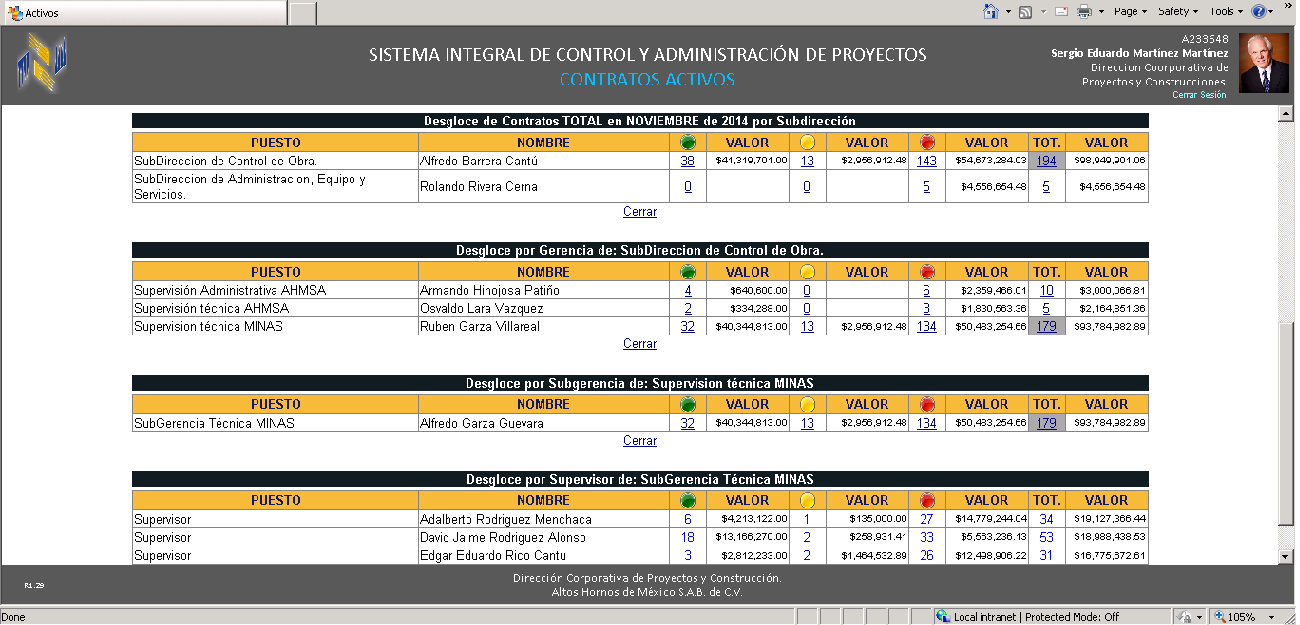 Activos
Page Safety Tools
SISTEMA INTEGRAL DE CONTROL Y ADMINISTRACIÓN DE PROYECTOS
CONTRATOS ACTIVOS
A233548
Sergio Eduardo Martínez Martínez
Direccion Coorporativa de
Proyectos y Construcciones.
Cerrar Sesión
Desgloce de Contratos TOTAL en NOVIEMBRE de 2014 por Subdirección
PUESTO NOMBRE VALOR VALOR VALOR TOT. VALOR
SubDireccion de Control de Obra. Alfredo Barrera Cantú 38 $41,319,701.00 13 $2,956,912.48 143 $54,673,284.03 194 $98,949,901.06
SubDireccion de Administracion, Equipo y
Servicios. Rolando Rivera Cerna 0 0 5 $4,556,654.48 5 $4,556,654.48
Cerrar
Desgloce por Gerencia de: SubDireccion de Control de Obra.
PUESTO NOMBRE VALOR VALOR VALOR TOT. VALOR
Supervisión Administrativa AHMSA Armando Hinojosa Patiño 4 $640,600.00 0 6 $2,359,466.01 10 $3,000,066.81
Supervisión técnica AHMSA Osvaldo Lara Vazquez 2 $334,288.00 0 3 $1,830,563.36 5 $2,164,851.36
Supervision técnica MINAS Ruben Garza Villareal 32 $40,344,813.00 13 $2,956,912.48 134 $50,483,254.66 179 $93,784,982.89
Cerrar
Desgloce por Subgerencia de: Supervision técnica MINAS
PUESTO NOMBRE VALOR VALOR VALOR TOT. VALOR
SubGerencia Técnica MINAS Alfredo Garza Guevara 32 $40,344,813.00 13 $2,956,912.48 134 $50,483,254.66 179 $93,784,982.89
Cerrar
Desgloce por Supervisor de: SubGerencia Técnica MINAS
PUESTO NOMBRE VALOR VALOR VALOR TOT. VALOR
Supervisor Adalberto Rodriguez Menchaca 6 $4,213,122.00 1 $135,000.00 27 $14,779,244.04 34 $19,127,366.44
Supervisor David Jaime Rodriguez Alonso 18 $13,166,270.00 2 $258,931.41 33 $5,563,236.13 53 $18,988,438.53
Supervisor Edgar Eduardo Rico Cantu 3 $2,812,233.00 2 $1,464,532.89 26 $12,498,906.22 31 $16,775,672.61
R1.29
Dirección Corporativa de Proyectos y Construcción.
Altos Hornos de México S.A.B. de C.V.
Done
Local intranet | Protected Mode: Off
105%